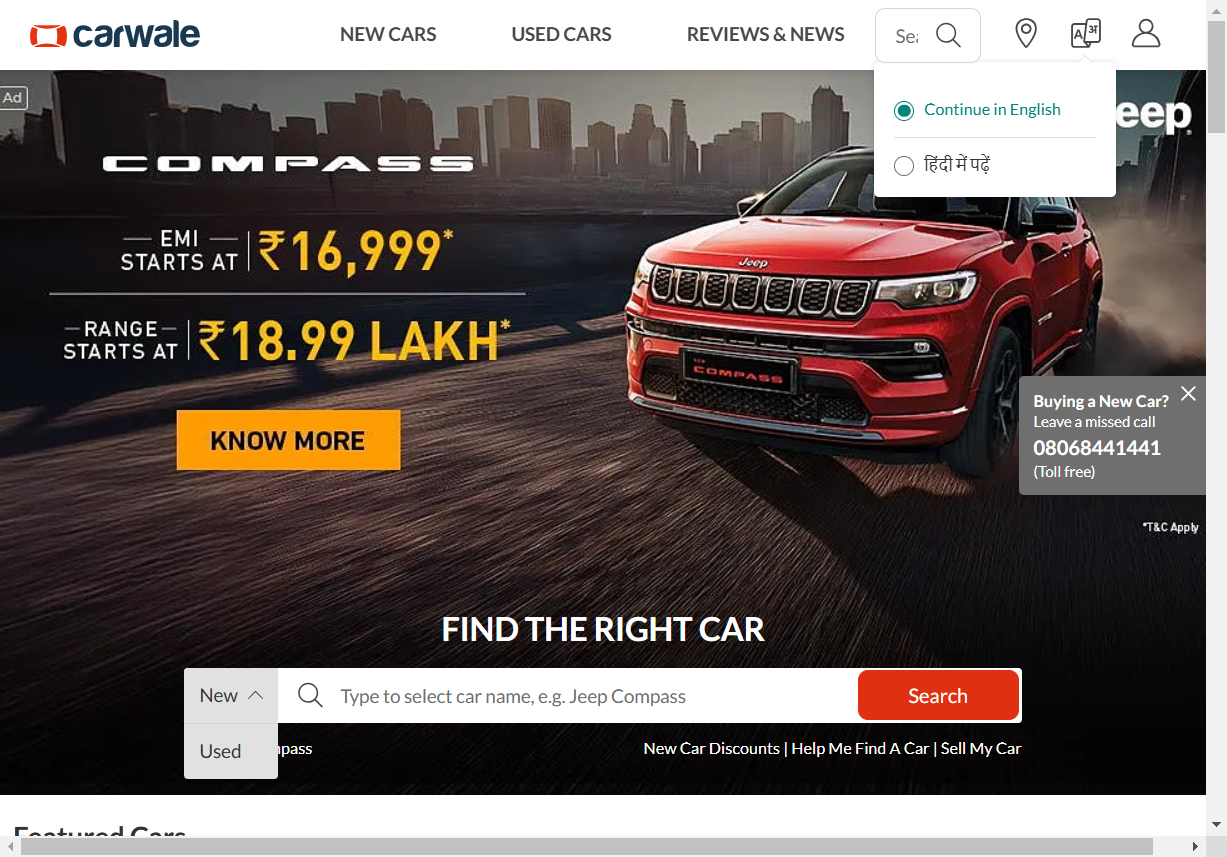 carwale
NEW CARS
USED CARS
REVIEWS & NEWS
A अ
Ad
Continue in English
हिंदी में पढ़ें
Jeep
COMPASS
EMI
STARTS AT
₹16,999*
RANGE
STARTS AT
₹18.99 LAKH*
KNOW MORE
Jeep
COMPASS
Buying a New Car?
Leave a missed call
08068441441
(Toll free)
*T&C Apply
FIND THE RIGHT CAR
New
Type to select car name, e.g. Jeep Compass
Search
Used
New Car Discounts | Help Me Find A Car | Sell My Car
Featured Cars